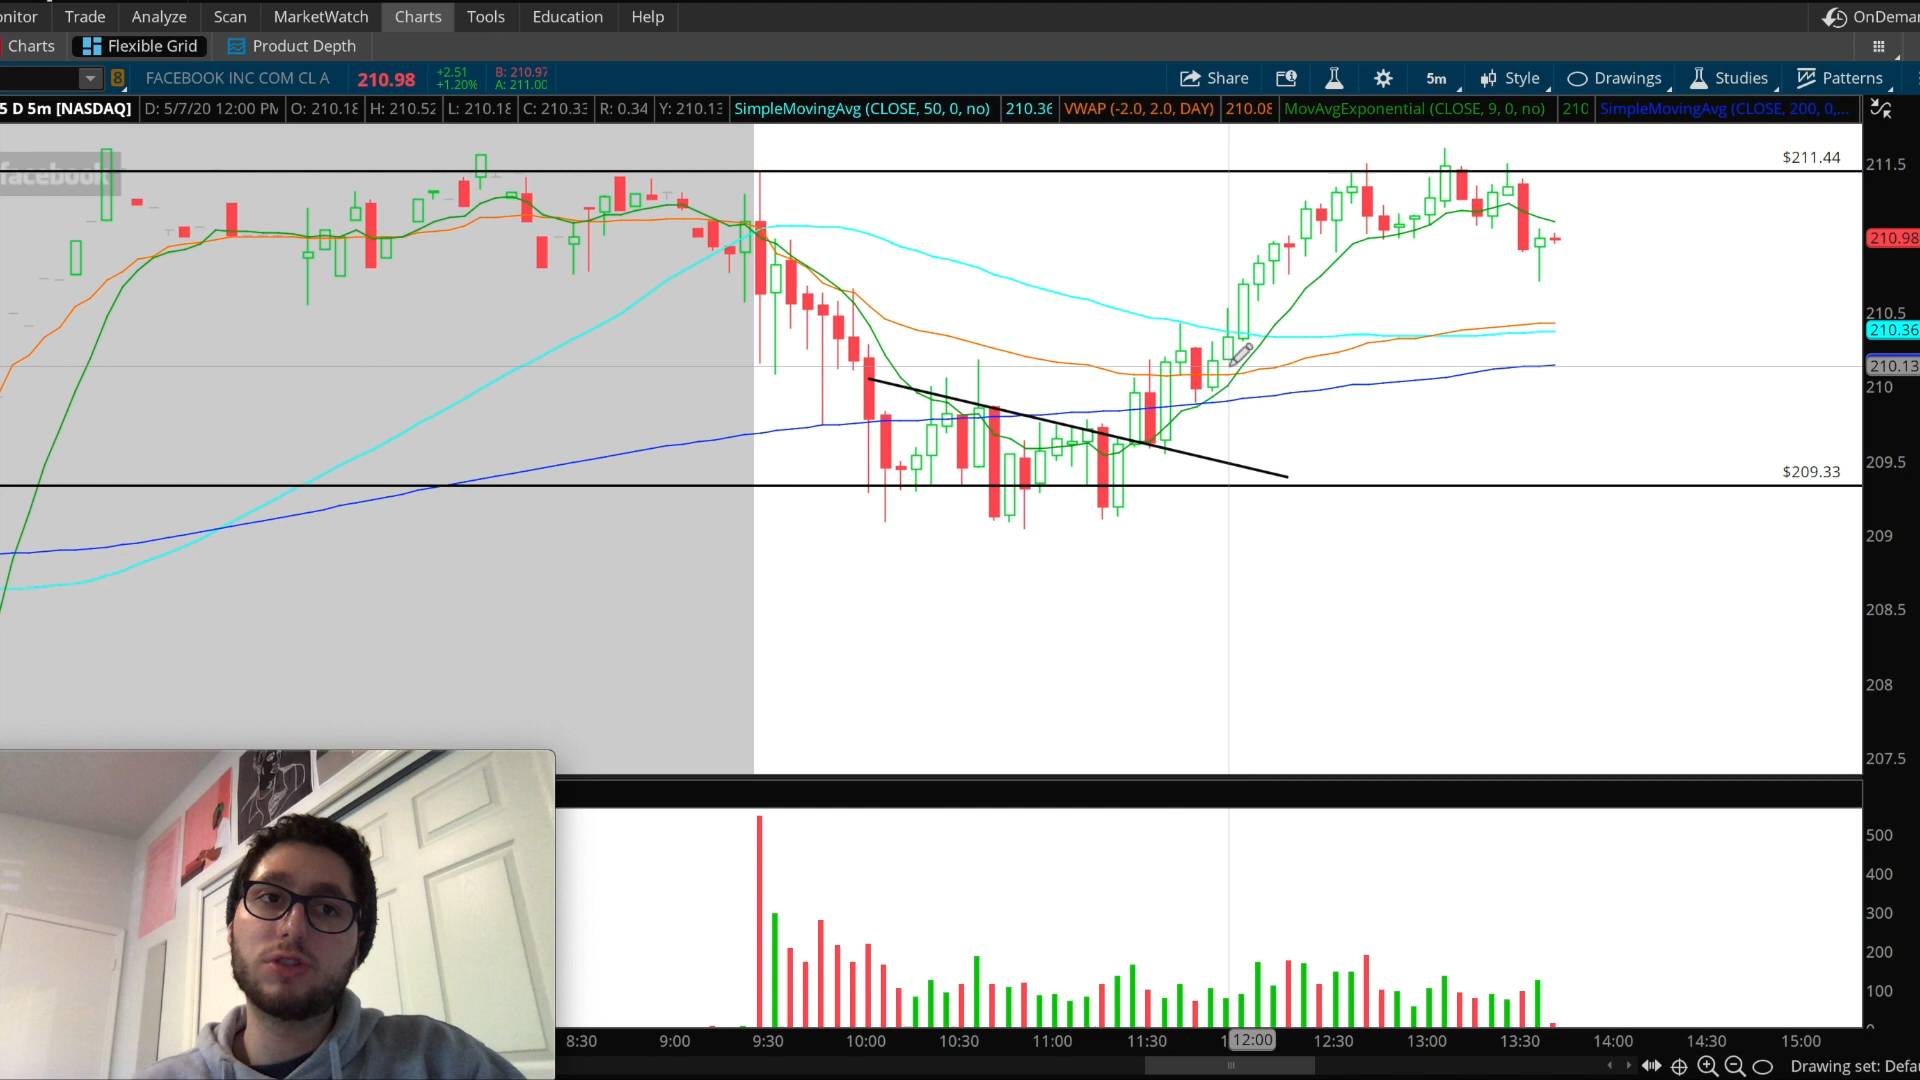 onitor Trade Analyze Scan MarketWatch Charts Tools Education Help OnDeman
Charts Flexible Grid Product Depth
8 FACEBOOK INC COM CL A 210.98 +2.51 +1.20% B: 210.97 A: 211.00 Share 5m Style Drawings Studies Patterns
5 D 5m [NASDAQ] D: 5/7/20 12:00 PM O: 210.18 H: 210.52 L: 210.18 C: 210.33 R: 0.34 Y: 210.13 SimpleMovingAvg (CLOSE, 50, 0, no) 210.36 VWAP (-2.0, 2.0, DAY) 210.08 MovAvgExponential (CLOSE, 9, 0, no) 210 SimpleMovingAvg (CLOSE, 200, 0,...
facebook
$211.44
211.5
210.98
210.5
210.36
210.13
210
209.5
$209.33
209
208.5
208
207.5
500
400
300
200
100
8:30 9:00 9:30 10:00 10:30 11:00 11:30 12:00 12:30 13:00 13:30 14:00 14:30 15:00
Drawing set: Defau